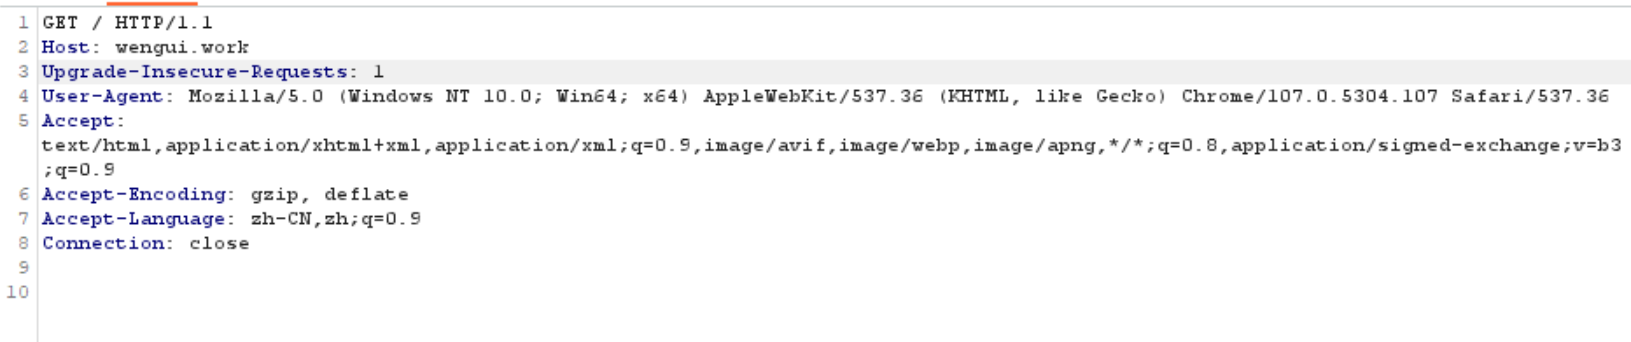 1 GET / HTTP/1.1
2 Host: wengui.work
3 Upgrade-Insecure-Requests: 1
4 User-Agent: Mozilla/5.0 (Windows NT 10.0; Win64; x64) AppleWebKit/537.36 (KHTML, like Gecko) Chrome/107.0.5304.107 Safari/537.36
5 Accept:
text/html,application/xhtml+xml,application/xml;q=0.9,image/avif,image/webp,image/apng,*/*;q=0.8,application/signed-exchange;v=b3
;q=0.9
6 Accept-Encoding: gzip, deflate
7 Accept-Language: zh-CN,zh;q=0.9
8 Connection: close
9
10